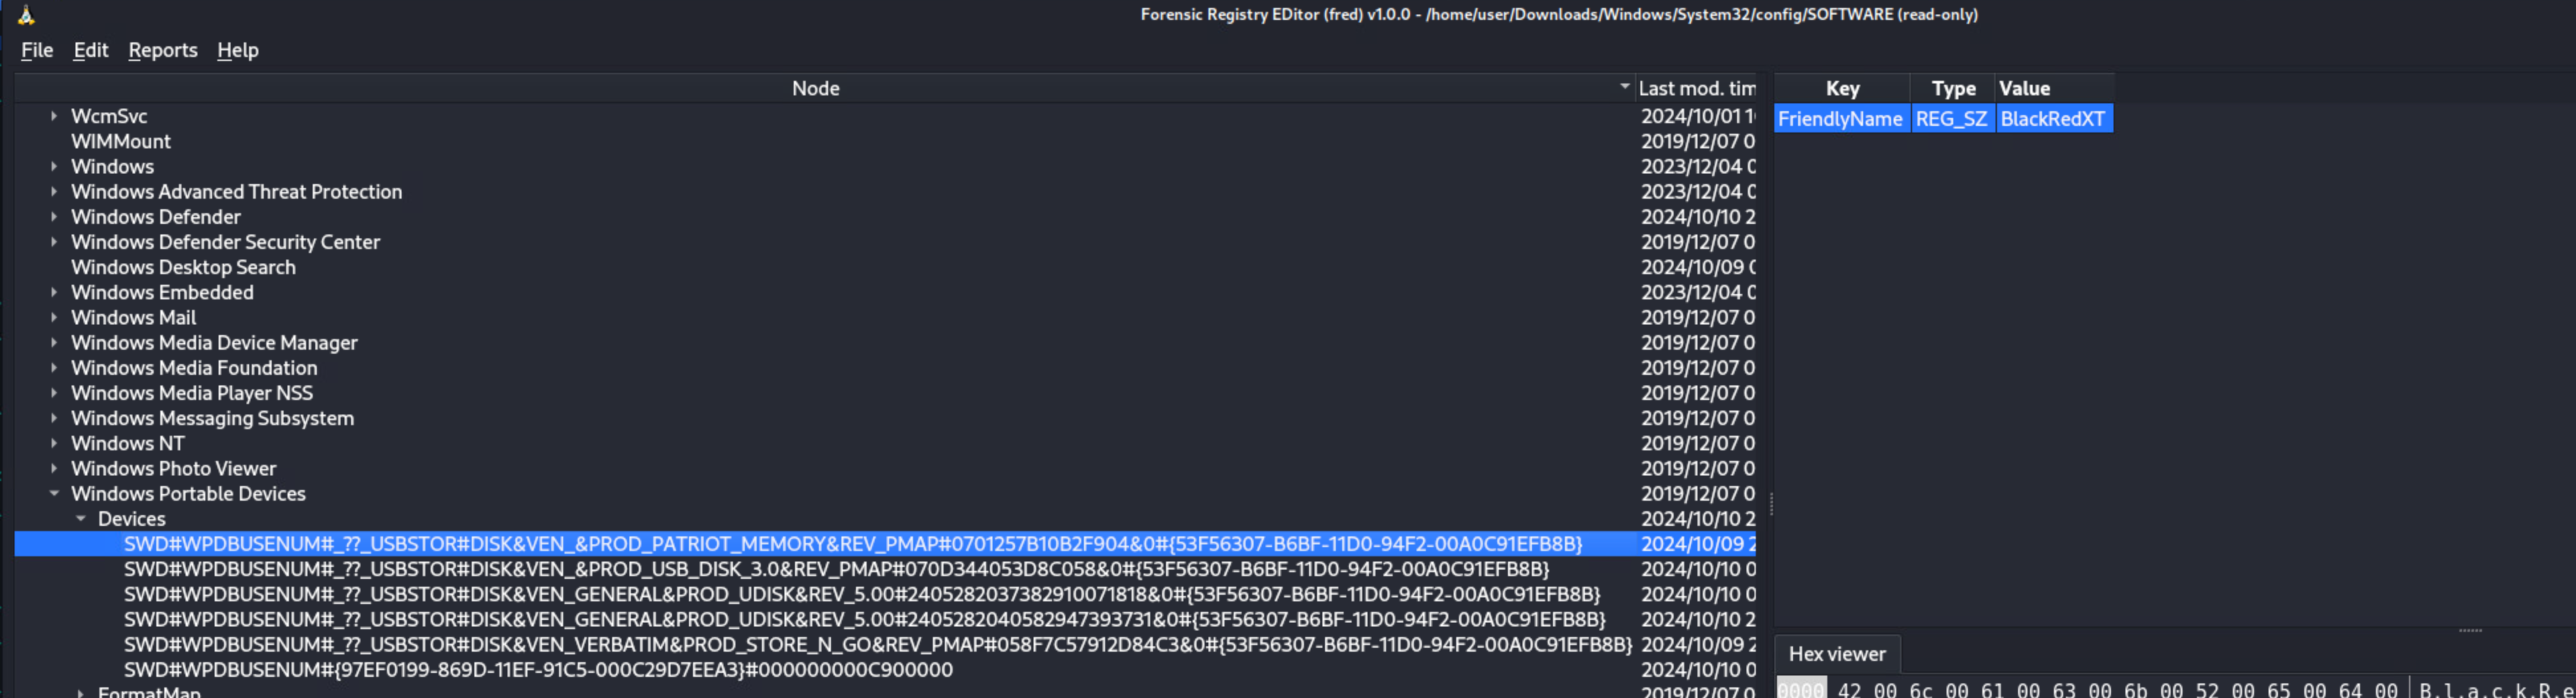 Forensic Registry EDitor (fred) v1.0.0 - /home/user/Downloads/Windows/System32/config/SOFTWARE (read-only)
File Edit Reports Help
Node Last mod. tim Key Type Value
WcmSvc 2024/10/01 1
FriendlyName REG_SZ BlackRedXT
WIMMount 2019/12/07 0
Windows 2023/12/04 0
Windows Advanced Threat Protection 2023/12/04 0
Windows Defender 2024/10/10 2
Windows Defender Security Center 2019/12/07 0
Windows Desktop Search 2024/10/09 0
Windows Embedded 2023/12/04 0
Windows Mail 2019/12/07 0
Windows Media Device Manager 2019/12/07 0
Windows Media Foundation 2019/12/07 0
Windows Media Player NSS 2019/12/07 0
Windows Messaging Subsystem 2019/12/07 0
Windows NT 2019/12/07 0
Windows Photo Viewer 2019/12/07 0
Windows Portable Devices 2019/12/07 0
Devices 2024/10/10 2
SWD#WPDBUSENUM#_??_USBSTOR#DISK&VEN_&PROD_PATRIOT_MEMORY&REV_PMAP#0701257B10B2F904&0#{53F56307-B6BF-11D0-94F2-00A0C91EFB8B} 2024/10/09 2
SWD#WPDBUSENUM#_??_USBSTOR#DISK&VEN_&PROD_USB_DISK_3.0&REV_PMAP#070D344053D8C058&0#{53F56307-B6BF-11D0-94F2-00A0C91EFB8B} 2024/10/10 0
SWD#WPDBUSENUM#_??_USBSTOR#DISK&VEN_GENERAL&PROD_UDISK&REV_5.00#2405282037382910071818&0#{53F56307-B6BF-11D0-94F2-00A0C91EFB8B} 2024/10/10 0
SWD#WPDBUSENUM#_??_USBSTOR#DISK&VEN_GENERAL&PROD_UDISK&REV_5.00#2405282040582947393731&0#{53F56307-B6BF-11D0-94F2-00A0C91EFB8B} 2024/10/10 2
SWD#WPDBUSENUM#_??_USBSTOR#DISK&VEN_VERBATIM&PROD_STORE_N_GO&REV_PMAP#058F7C57912D84C3&0#{53F56307-B6BF-11D0-94F2-00A0C91EFB8B} 2024/10/09 2
SWD#WPDBUSENUM#{97EF0199-869D-11EF-91C5-000C29D7EEA3}#000000000C900000 2024/10/10 0
Hex viewer
FormatMap 2019/12/07 0
0000 42 00 6c 00 61 00 63 00 6b 00 52 00 65 00 64 00 B.l.a.c.k.R.e